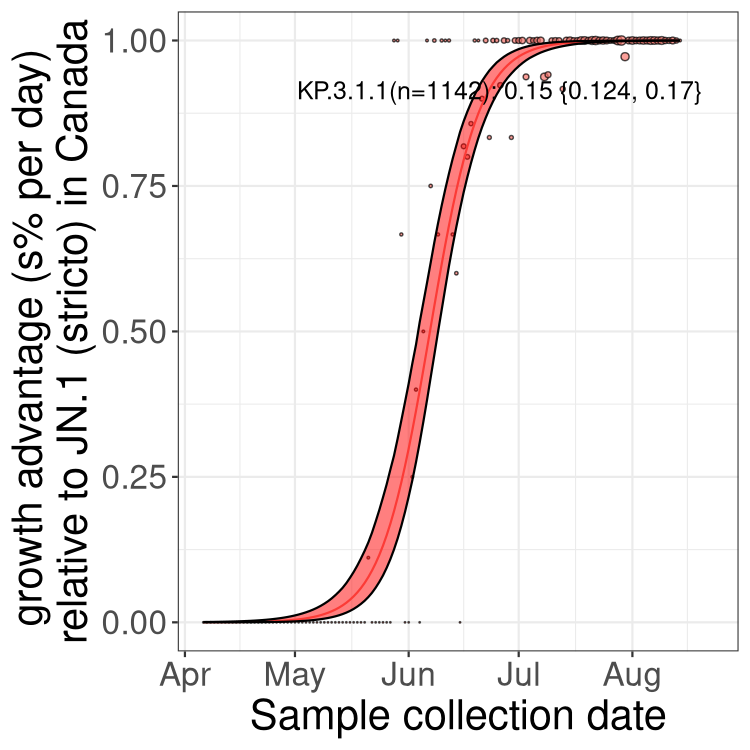 growth advantage (s% per day)
relative to JN.1 (stricto) in Canada
1.00
0.75
0.50
0.25
0.00
KP.3.1.1(n=1142): 0.15 {0.124, 0.17}
Apr May Jun Jul Aug
Sample collection date